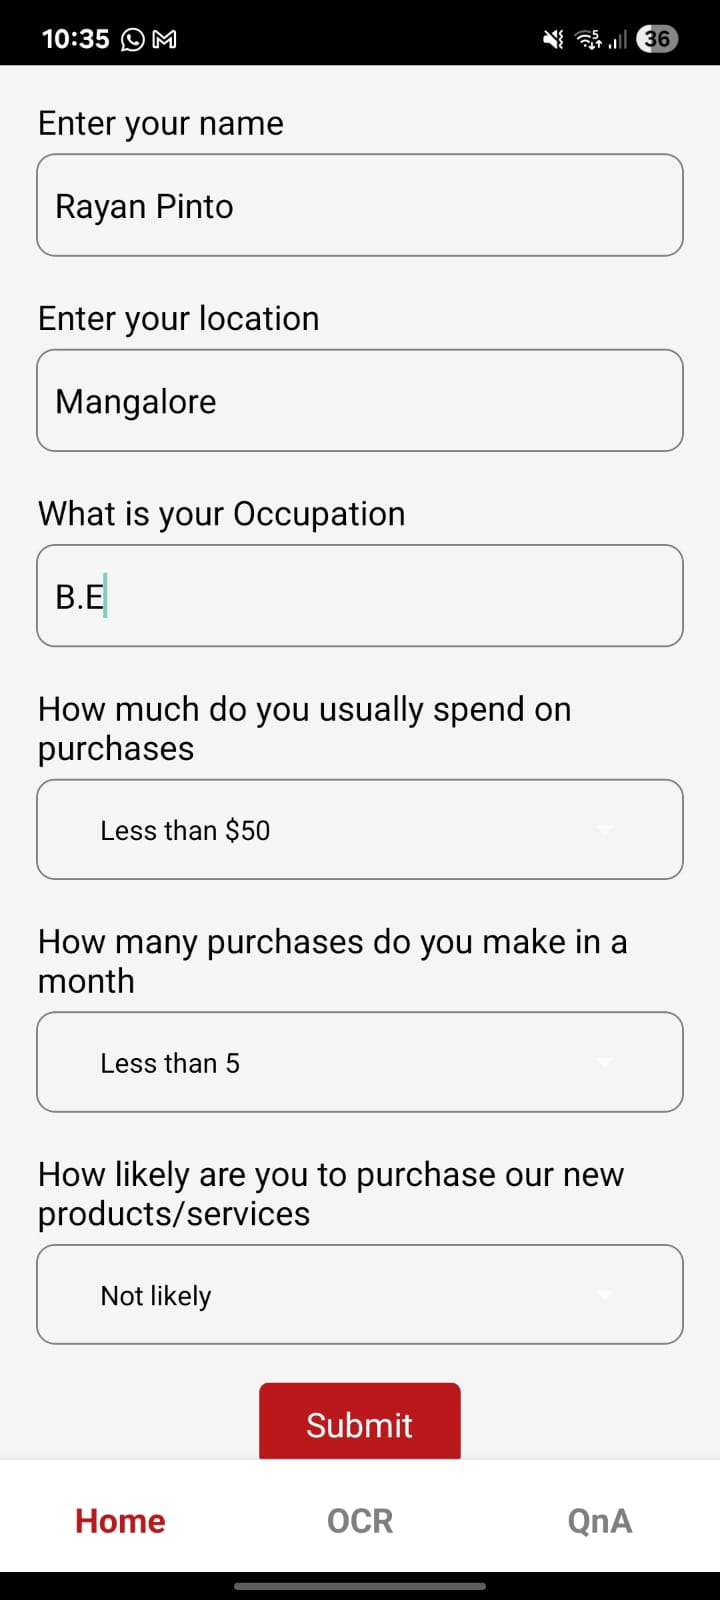 10:35
36
Enter your name
Rayan Pinto
Enter your location
Mangalore
What is your Occupation
B.E
How much do you usually spend on
purchases
Less than $50
How many purchases do you make in a
month
Less than 5
How likely are you to purchase our new
products/services
Not likely
Submit
Home OCR QnA